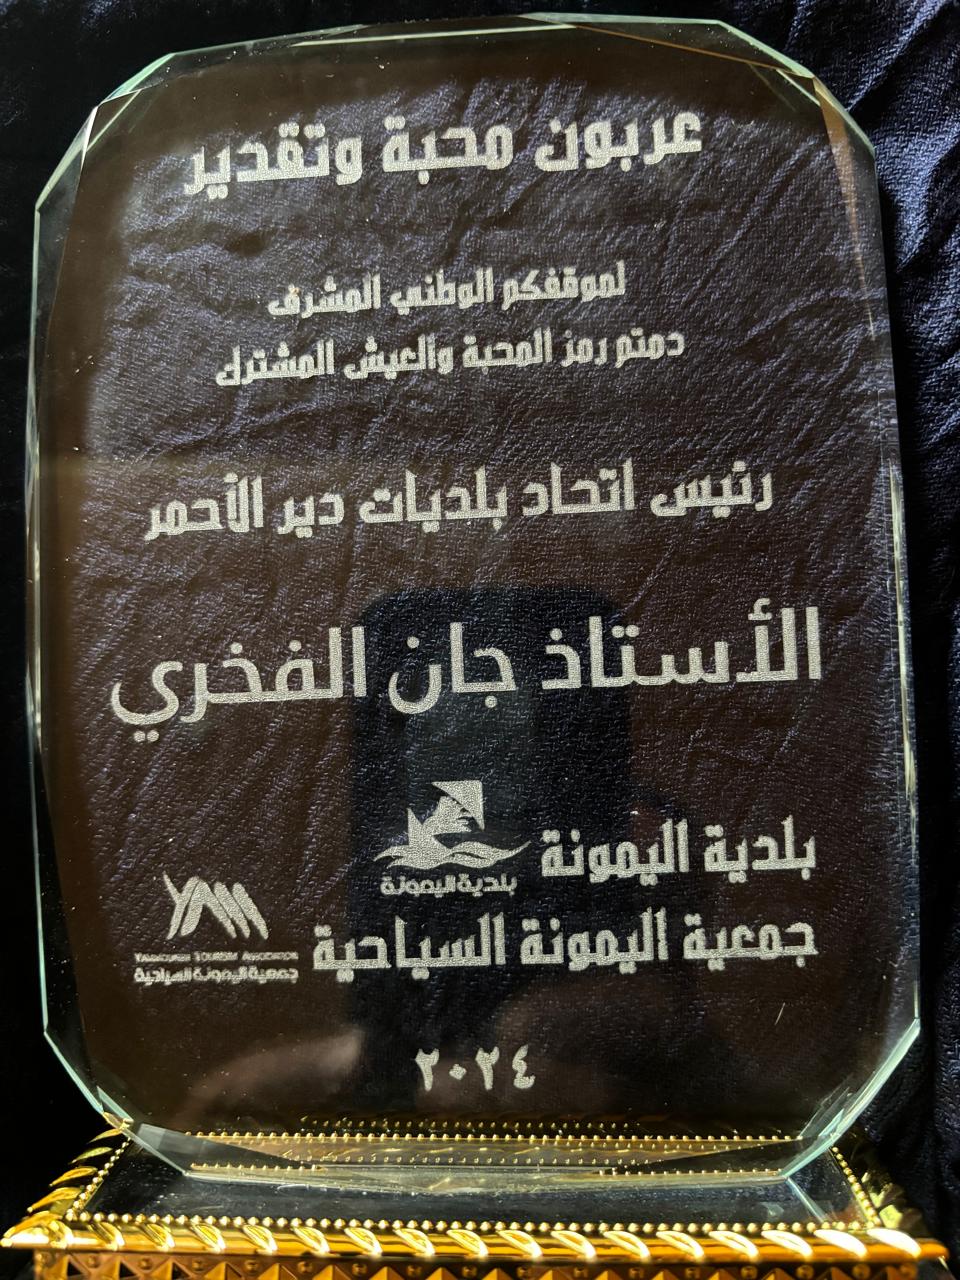 عربون محبة وتقدير
لموقفكم الوطني المشرف
دمتم رمز المحبة والعيش المشترك
رئيس اتحاد بلديات دير الأحمر
الأستاذ جان الفخري
بلدية اليمونة
بلدية اليمونة
جمعية اليمونة السياحية
YAM
YAMMOUNEH TOURISM ASSOCIATION
جمعية اليمونة السياحية
٢٠٢٤